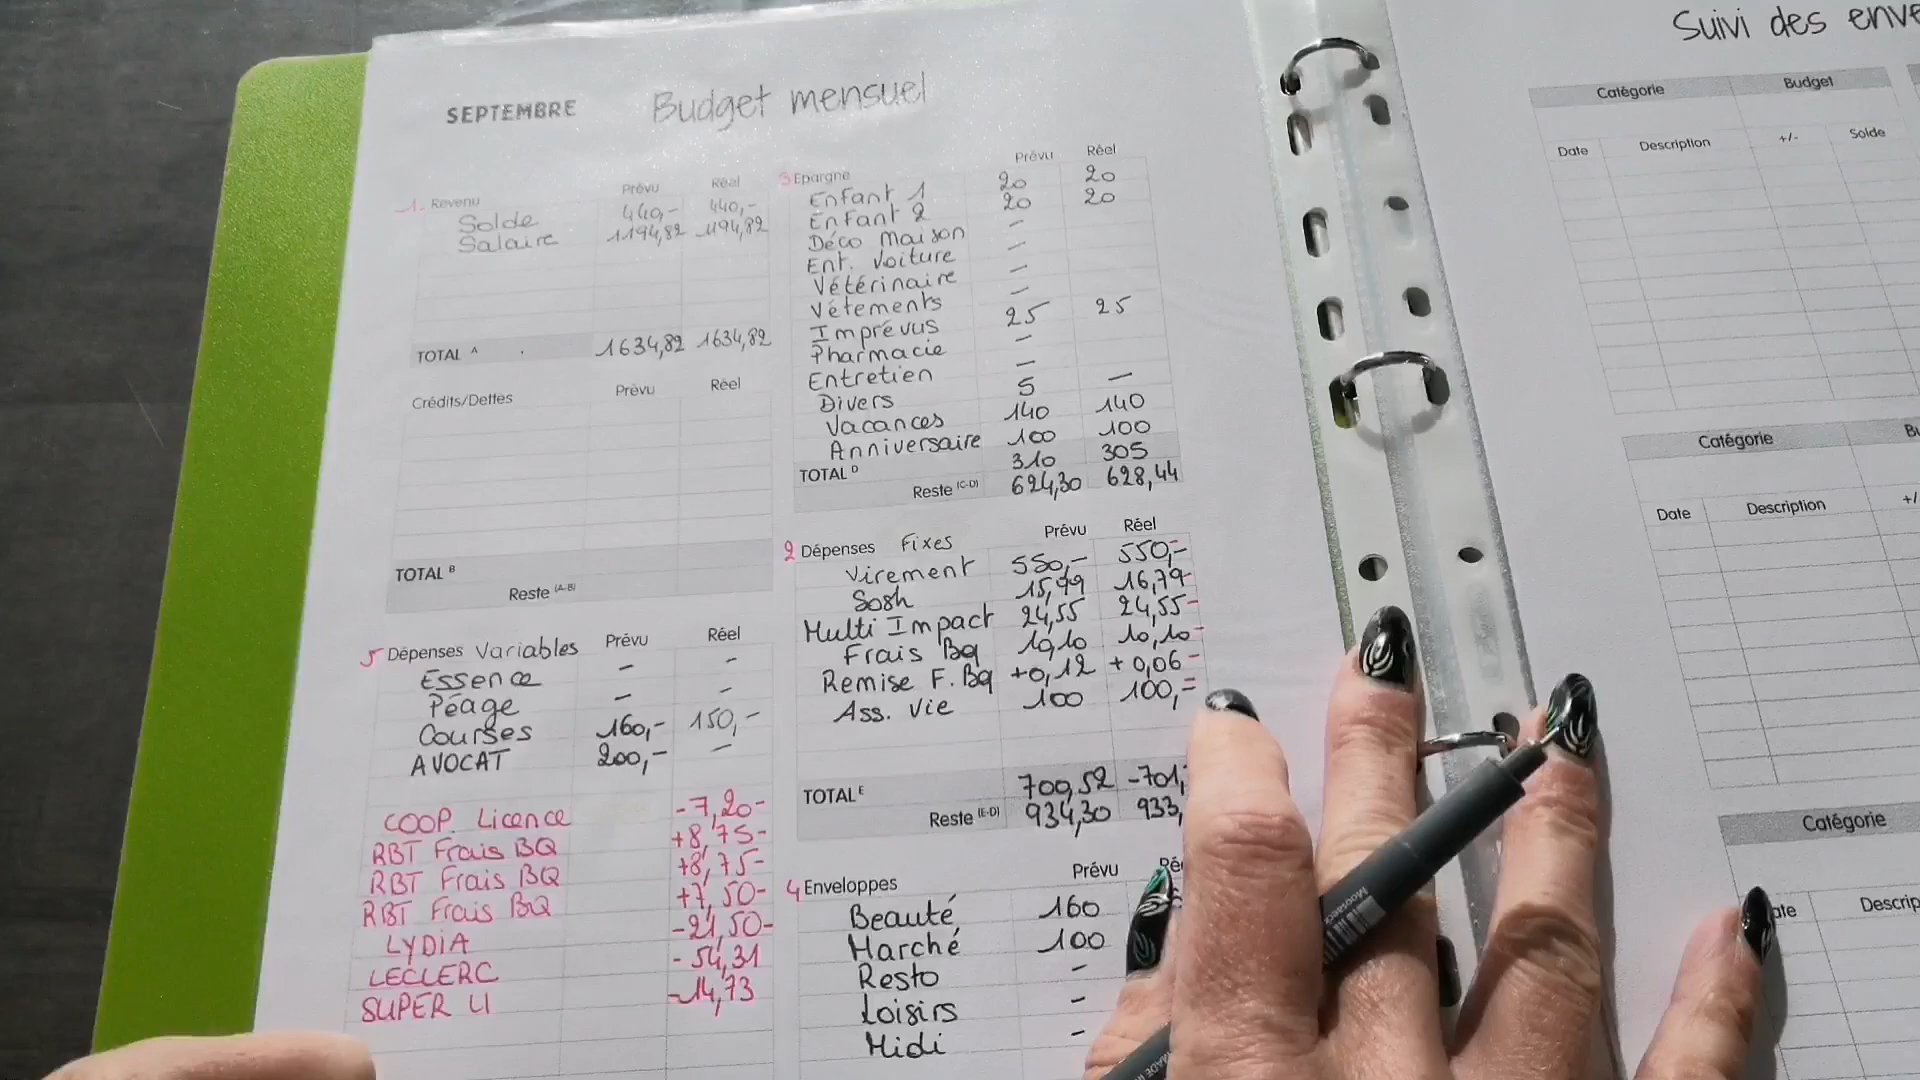 SEPTEMBRE Budget mensuel
1. Revenu Prévu Réel
Solde 440,- 440,-
Salaire 1194,82 1194,82
TOTAL A 1634,82 1634,82
Crédits/Dettes Prévu Réel
TOTAL B
Reste (A-B)
5 Dépenses Variables Prévu Réel
Essence - -
Péage - -
Courses 160,- 150,-
AVOCAT 200,- -
COOP. Licence -7,20-
RBT Frais BQ +8,75-
RBT Frais BQ +8,75-
RBT Frais BQ +7,50-
LYDIA -21,50-
LECLERC -54,31
SUPER U -14,73
3 Epargne Prévu Réel
Enfant 1 20 20
Enfant 2 20 20
Déco Maison -
Ent. Voiture -
Vétérinaire -
Vêtements -
Imprévus 25 25
Pharmacie -
Entretien -
Divers 5 -
Vacances 140 140
Anniversaire 100 100
TOTAL D 310 305
Reste (C-D) 624,30 628,44
2 Dépenses Fixes Prévu Réel
Virement 550,- 550,-
Sosh 15,99 16,79-
Multi Impact 24,55 24,55-
Frais Bq 10,10 10,10-
Remise F. Bq +0,12 +0,06-
Ass. Vie 100 100,=
TOTAL E 700,52 -701,
Reste (E-D) 934,30 933,
4 Enveloppes Prévu Ré
Beauté 160
Marché 100
Resto -
Loisirs -
Midi -
Suivi des enve
Catégorie Budget
Date Description +/- Solde
Catégorie Bu
Date Description +/
Catégorie
ate Descrip